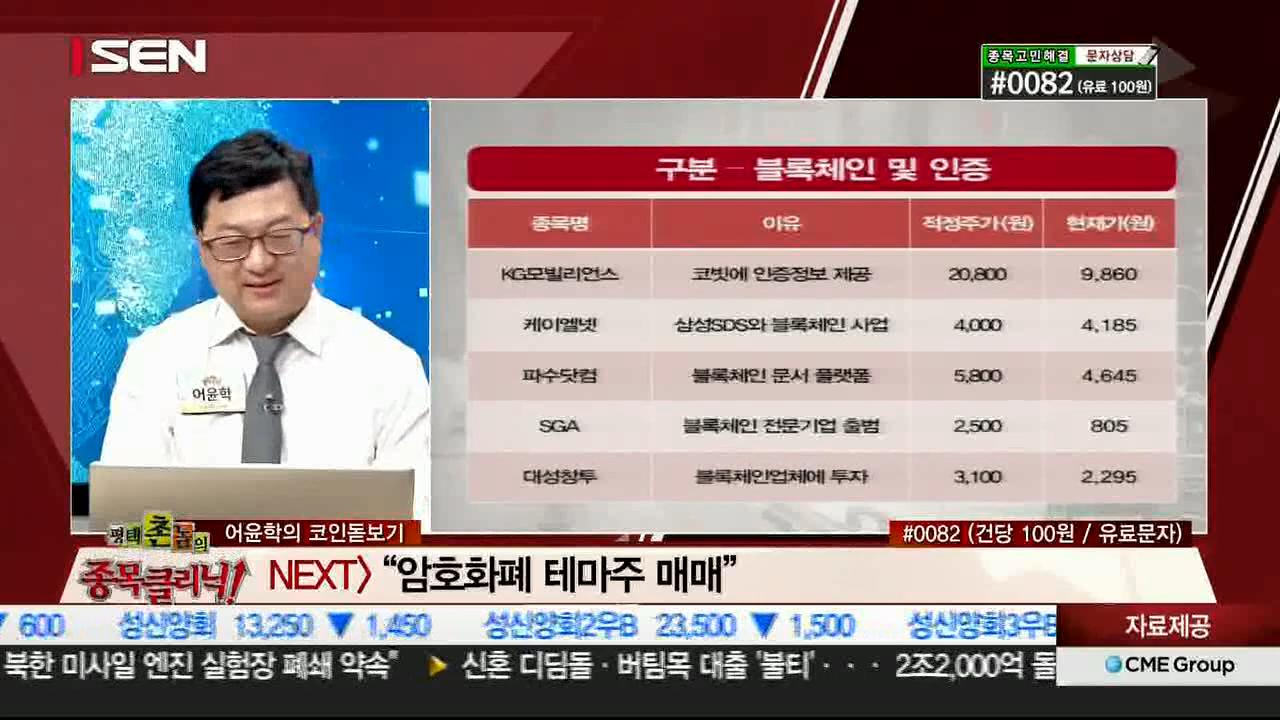 SEN
종목고민해결 문자상담
#0082 (유료 100원)
구분 - 블록체인 및 인증
종목명 이유 적정주가(원) 현재가(원)
KG모빌리언스 코빗에 인증정보 제공 20,800 9,860
케이엘넷 삼성SDS와 블록체인 사업 4,000 4,185
파수닷컴 블록체인 문서 플랫폼 5,800 4,645
SGA 블록체인 전문기업 출범 2,500 805
대성창투 블록체인업체에 투자 3,100 2,295
어윤학
평택촌놈의 어윤학의 코인돋보기 #0082 (건당 100원 / 유료문자)
종목클리닉! NEXT> “암호화폐 테마주 매매”
▼ 600 성신양회 13,250 ▼ 1,450 성신양회2우B 23,500 ▼ 1,500 성신양회3우B 자료제공
북한 미사일 엔진 실험장 폐쇄 약속" ▶ 신혼 디딤돌·버팀목 대출 '불티'··· 2조2,000억 돌 CME Group